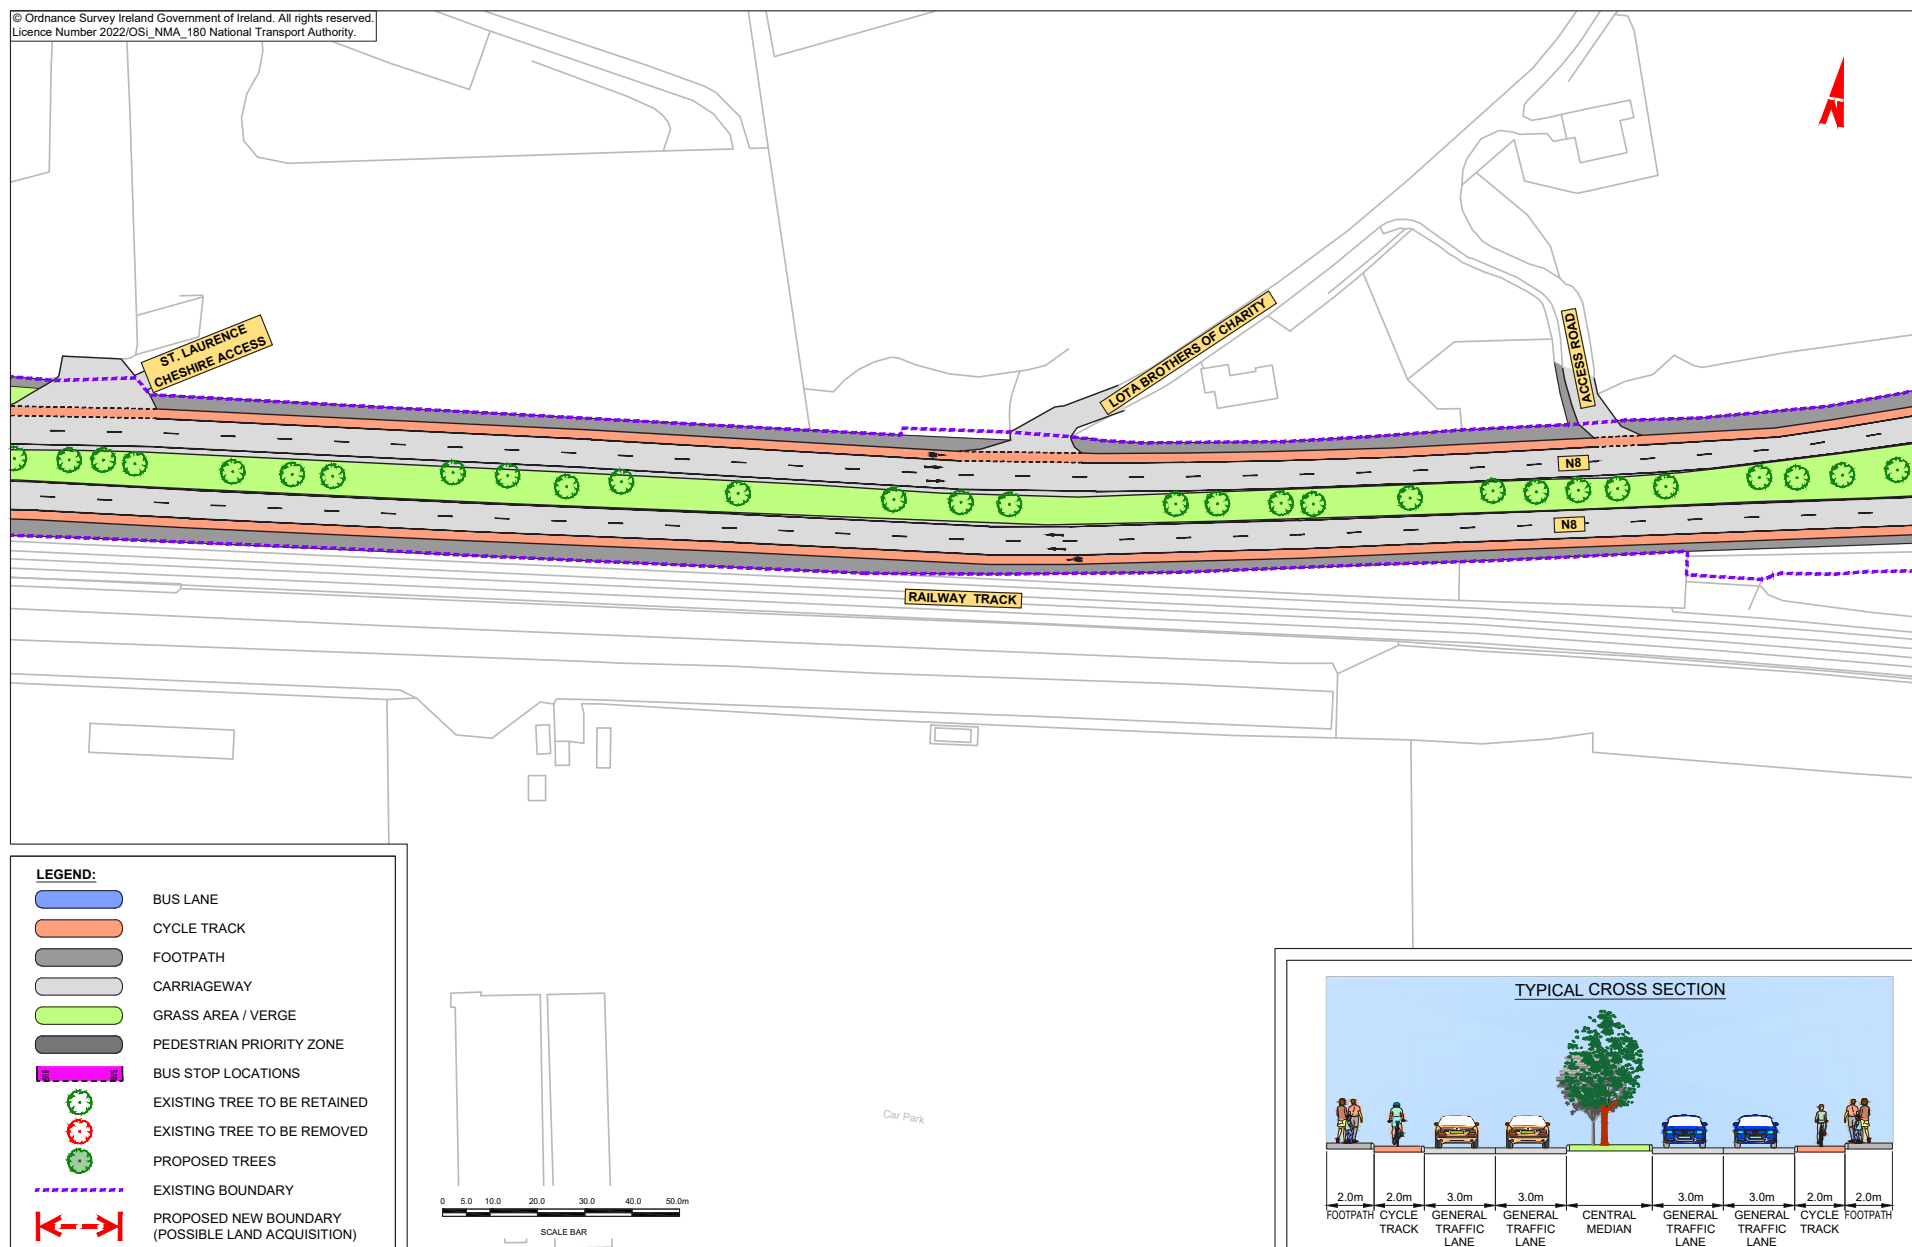 © Ordnance Survey Ireland Government of Ireland. All rights reserved.
Licence Number 2022/OSi_NMA_180 National Transport Authority.
N
ST. LAURENCE
CHESHIRE ACCESS
LOTA BROTHERS OF CHARITY
ACCESS ROAD
N8
N8
RAILWAY TRACK
LEGEND:
BUS LANE
CYCLE TRACK
FOOTPATH
CARRIAGEWAY
GRASS AREA / VERGE
PEDESTRIAN PRIORITY ZONE
BUS BUS
BUS STOP LOCATIONS
EXISTING TREE TO BE RETAINED
EXISTING TREE TO BE REMOVED
PROPOSED TREES
EXISTING BOUNDARY
PROPOSED NEW BOUNDARY
(POSSIBLE LAND ACQUISITION)
Car Park
0 5.0 10.0 20.0 30.0 40.0 50.0m
SCALE BAR
TYPICAL CROSS SECTION
2.0m 2.0m 3.0m 3.0m 3.0m 3.0m 2.0m 2.0m
FOOTPATH CYCLE GENERAL GENERAL CENTRAL GENERAL GENERAL CYCLE FOOTPATH
TRACK TRAFFIC TRAFFIC MEDIAN TRAFFIC TRAFFIC TRACK
LANE LANE LANE LANE